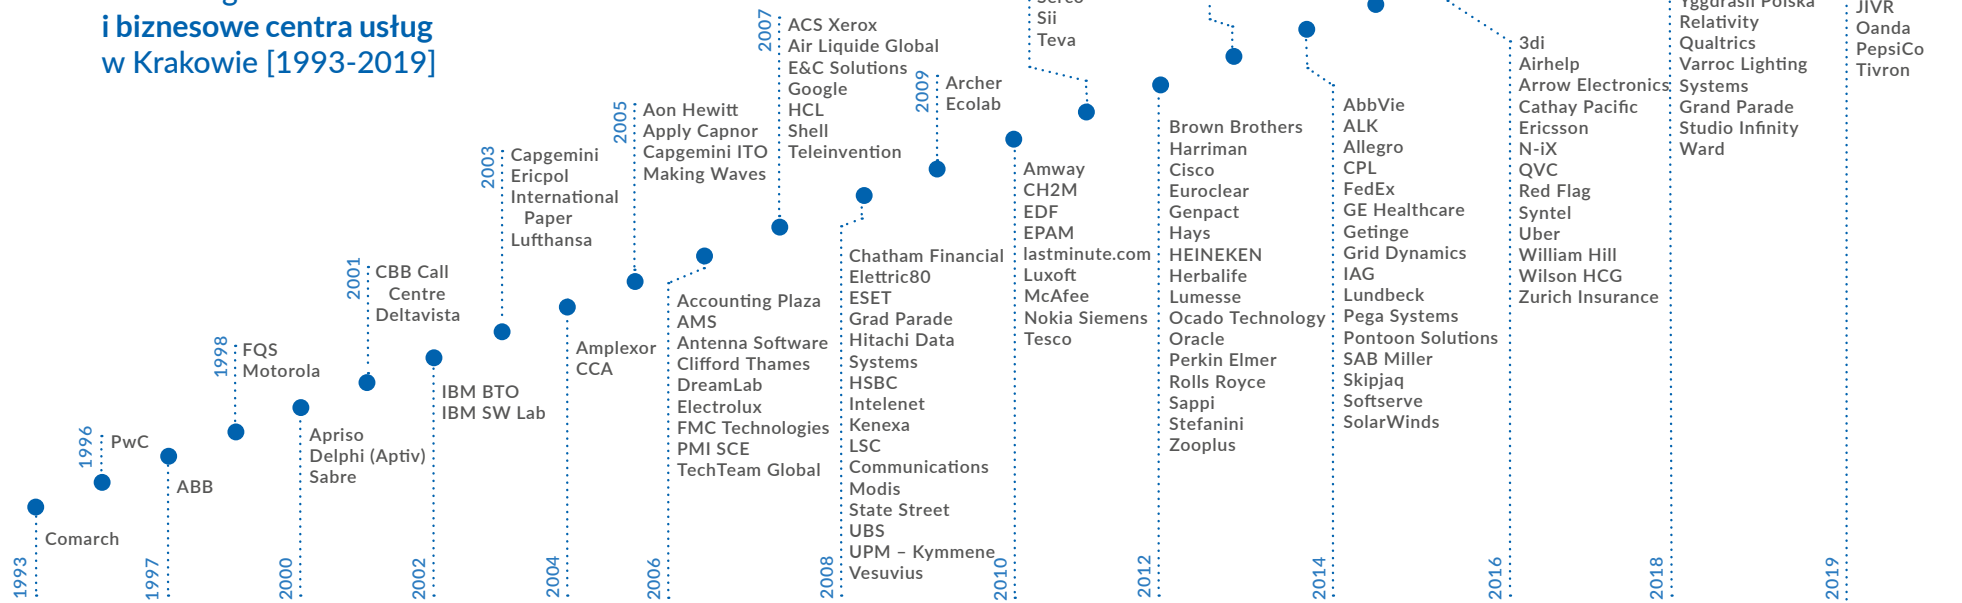 i biznesowe centra usług
w Krakowie [1993-2019]
1993
Comarch
1996
PwC
1997
ABB
1998
FQS
Motorola
2000
Apriso
Delphi (Aptiv)
Sabre
2001
CBB Call
Centre
Deltavista
2002
IBM BTO
IBM SW Lab
2003
Capgemini
Ericpol
International
Paper
Lufthansa
2004
Amplexor
CCA
2005
Aon Hewitt
Apply Capnor
Capgemini ITO
Making Waves
2006
Accounting Plaza
AMS
Antenna Software
Clifford Thames
DreamLab
Electrolux
FMC Technologies
PMI SCE
TechTeam Global
2007
ACS Xerox
Air Liquide Global
E&C Solutions
Google
HCL
Shell
Teleinvention
2008
Chatham Financial
Elettric80
ESET
Grad Parade
Hitachi Data
Systems
HSBC
Intelenet
Kenexa
LSC
Communications
Modis
State Street
UBS
UPM – Kymmene
Vesuvius
2009
Archer
Ecolab
2010
Amway
CH2M
EDF
EPAM
lastminute.com
Luxoft
McAfee
Nokia Siemens
Tesco
Sii
Teva
2012
Brown Brothers
Harriman
Cisco
Euroclear
Genpact
Hays
HEINEKEN
Herbalife
Lumesse
Ocado Technology
Oracle
Perkin Elmer
Rolls Royce
Sappi
Stefanini
Zooplus
2014
AbbVie
ALK
Allegro
CPL
FedEx
GE Healthcare
Getinge
Grid Dynamics
IAG
Lundbeck
Pega Systems
Pontoon Solutions
SAB Miller
Skipjaq
Softserve
SolarWinds
2016
3di
Airhelp
Arrow Electronics
Cathay Pacific
Ericsson
N-iX
QVC
Red Flag
Syntel
Uber
William Hill
Wilson HCG
Zurich Insurance
2018
Yggdrasil Polska
Relativity
Qualtrics
Varroc Lighting
Systems
Grand Parade
Studio Infinity
Ward
2019
JIVR
Oanda
PepsiCo
Tivron